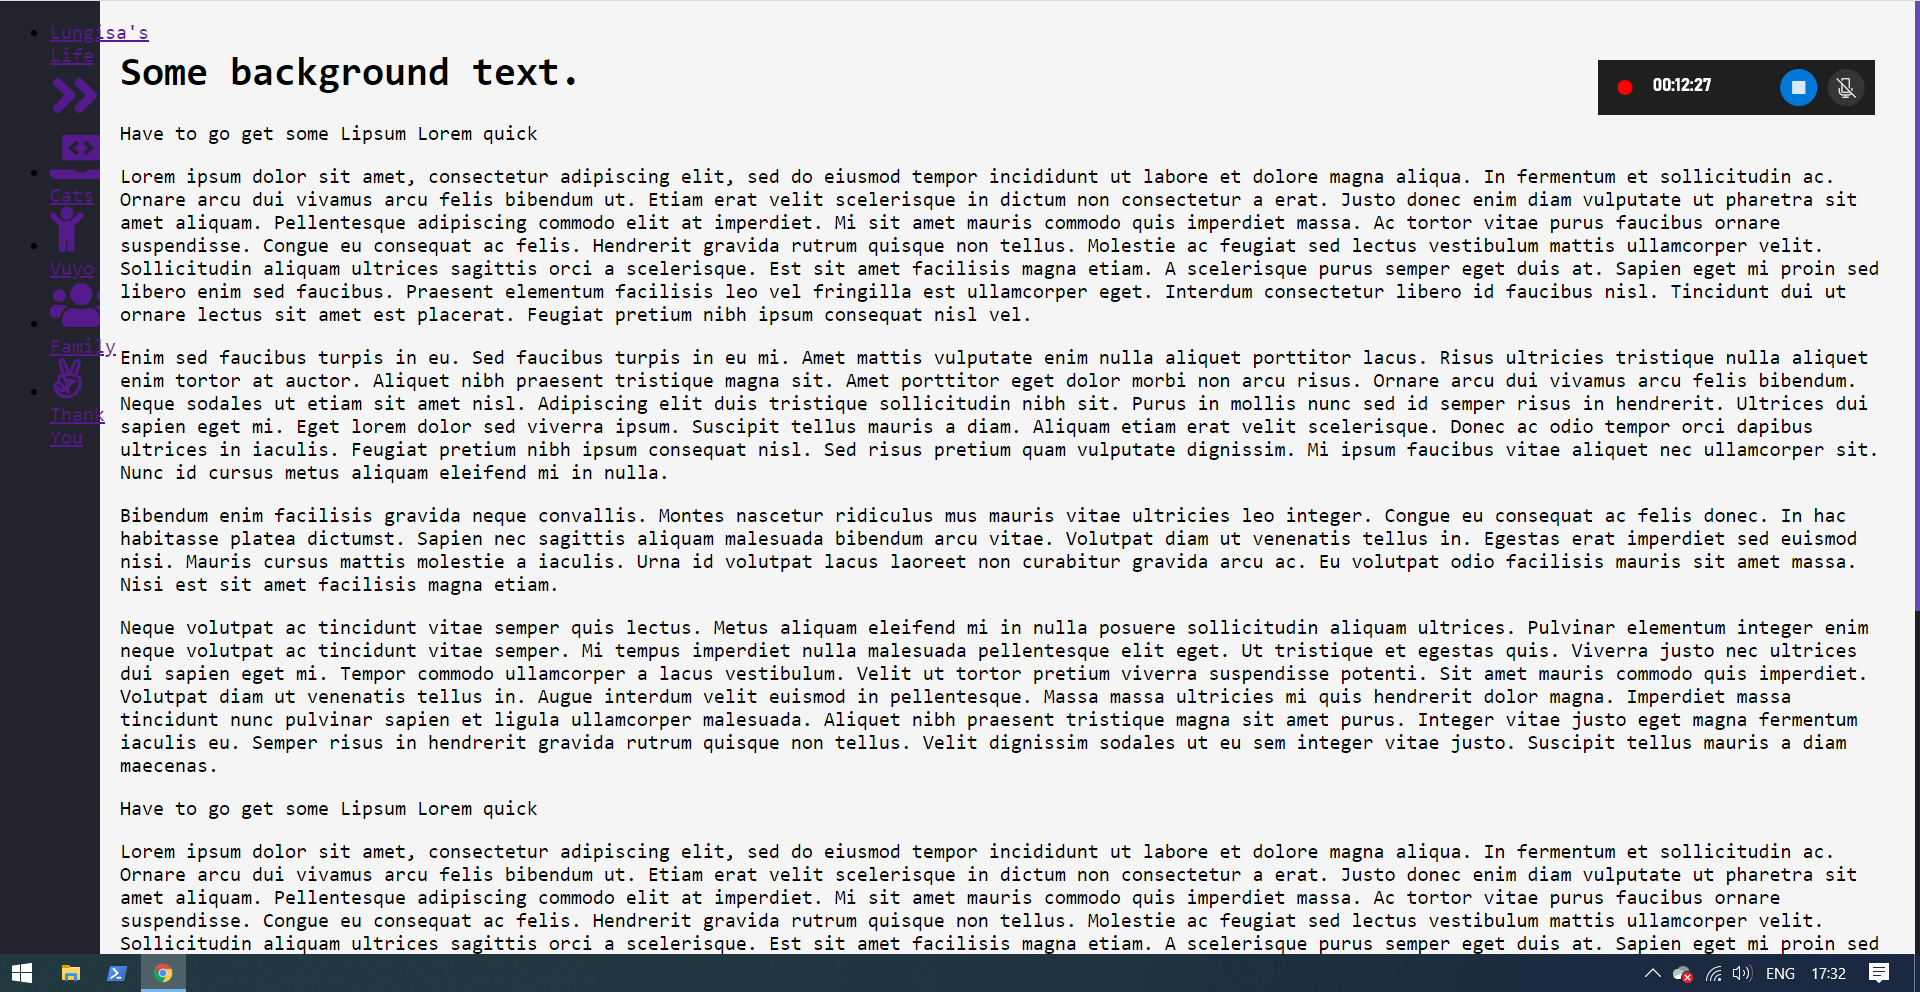 Lungisa's
Life
Cats
Vuyo
Family
Thank
You
Some background text.
00:12:27
Have to go get some Lipsum Lorem quick
Lorem ipsum dolor sit amet, consectetur adipiscing elit, sed do eiusmod tempor incididunt ut labore et dolore magna aliqua. In fermentum et sollicitudin ac.
Ornare arcu dui vivamus arcu felis bibendum ut. Etiam erat velit scelerisque in dictum non consectetur a erat. Justo donec enim diam vulputate ut pharetra sit
amet aliquam. Pellentesque adipiscing commodo elit at imperdiet. Mi sit amet mauris commodo quis imperdiet massa. Ac tortor vitae purus faucibus ornare
suspendisse. Congue eu consequat ac felis. Hendrerit gravida rutrum quisque non tellus. Molestie ac feugiat sed lectus vestibulum mattis ullamcorper velit.
Sollicitudin aliquam ultrices sagittis orci a scelerisque. Est sit amet facilisis magna etiam. A scelerisque purus semper eget duis at. Sapien eget mi proin sed
libero enim sed faucibus. Praesent elementum facilisis leo vel fringilla est ullamcorper eget. Interdum consectetur libero id faucibus nisl. Tincidunt dui ut
ornare lectus sit amet est placerat. Feugiat pretium nibh ipsum consequat nisl vel.
Enim sed faucibus turpis in eu. Sed faucibus turpis in eu mi. Amet mattis vulputate enim nulla aliquet porttitor lacus. Risus ultricies tristique nulla aliquet
enim tortor at auctor. Aliquet nibh praesent tristique magna sit. Amet porttitor eget dolor morbi non arcu risus. Ornare arcu dui vivamus arcu felis bibendum.
Neque sodales ut etiam sit amet nisl. Adipiscing elit duis tristique sollicitudin nibh sit. Purus in mollis nunc sed id semper risus in hendrerit. Ultrices dui
sapien eget mi. Eget lorem dolor sed viverra ipsum. Suscipit tellus mauris a diam. Aliquam etiam erat velit scelerisque. Donec ac odio tempor orci dapibus
ultrices in iaculis. Feugiat pretium nibh ipsum consequat nisl. Sed risus pretium quam vulputate dignissim. Mi ipsum faucibus vitae aliquet nec ullamcorper sit.
Nunc id cursus metus aliquam eleifend mi in nulla.
Bibendum enim facilisis gravida neque convallis. Montes nascetur ridiculus mus mauris vitae ultricies leo integer. Congue eu consequat ac felis donec. In hac
habitasse platea dictumst. Sapien nec sagittis aliquam malesuada bibendum arcu vitae. Volutpat diam ut venenatis tellus in. Egestas erat imperdiet sed euismod
nisi. Mauris cursus mattis molestie a iaculis. Urna id volutpat lacus laoreet non curabitur gravida arcu ac. Eu volutpat odio facilisis mauris sit amet massa.
Nisi est sit amet facilisis magna etiam.
Neque volutpat ac tincidunt vitae semper quis lectus. Metus aliquam eleifend mi in nulla posuere sollicitudin aliquam ultrices. Pulvinar elementum integer enim
neque volutpat ac tincidunt vitae semper. Mi tempus imperdiet nulla malesuada pellentesque elit eget. Ut tristique et egestas quis. Viverra justo nec ultrices
dui sapien eget mi. Tempor commodo ullamcorper a lacus vestibulum. Velit ut tortor pretium viverra suspendisse potenti. Sit amet mauris commodo quis imperdiet.
Volutpat diam ut venenatis tellus in. Augue interdum velit euismod in pellentesque. Massa massa ultricies mi quis hendrerit dolor magna. Imperdiet massa
tincidunt nunc pulvinar sapien et ligula ullamcorper malesuada. Aliquet nibh praesent tristique magna sit amet purus. Integer vitae justo eget magna fermentum
iaculis eu. Semper risus in hendrerit gravida rutrum quisque non tellus. Velit dignissim sodales ut eu sem integer vitae justo. Suscipit tellus mauris a diam
maecenas.
Have to go get some Lipsum Lorem quick
Lorem ipsum dolor sit amet, consectetur adipiscing elit, sed do eiusmod tempor incididunt ut labore et dolore magna aliqua. In fermentum et sollicitudin ac.
Ornare arcu dui vivamus arcu felis bibendum ut. Etiam erat velit scelerisque in dictum non consectetur a erat. Justo donec enim diam vulputate ut pharetra sit
amet aliquam. Pellentesque adipiscing commodo elit at imperdiet. Mi sit amet mauris commodo quis imperdiet massa. Ac tortor vitae purus faucibus ornare
suspendisse. Congue eu consequat ac felis. Hendrerit gravida rutrum quisque non tellus. Molestie ac feugiat sed lectus vestibulum mattis ullamcorper velit.
Sollicitudin aliquam ultrices sagittis orci a scelerisque. Est sit amet facilisis magna etiam. A scelerisque purus semper eget duis at. Sapien eget mi proin sed
ENG
17:32